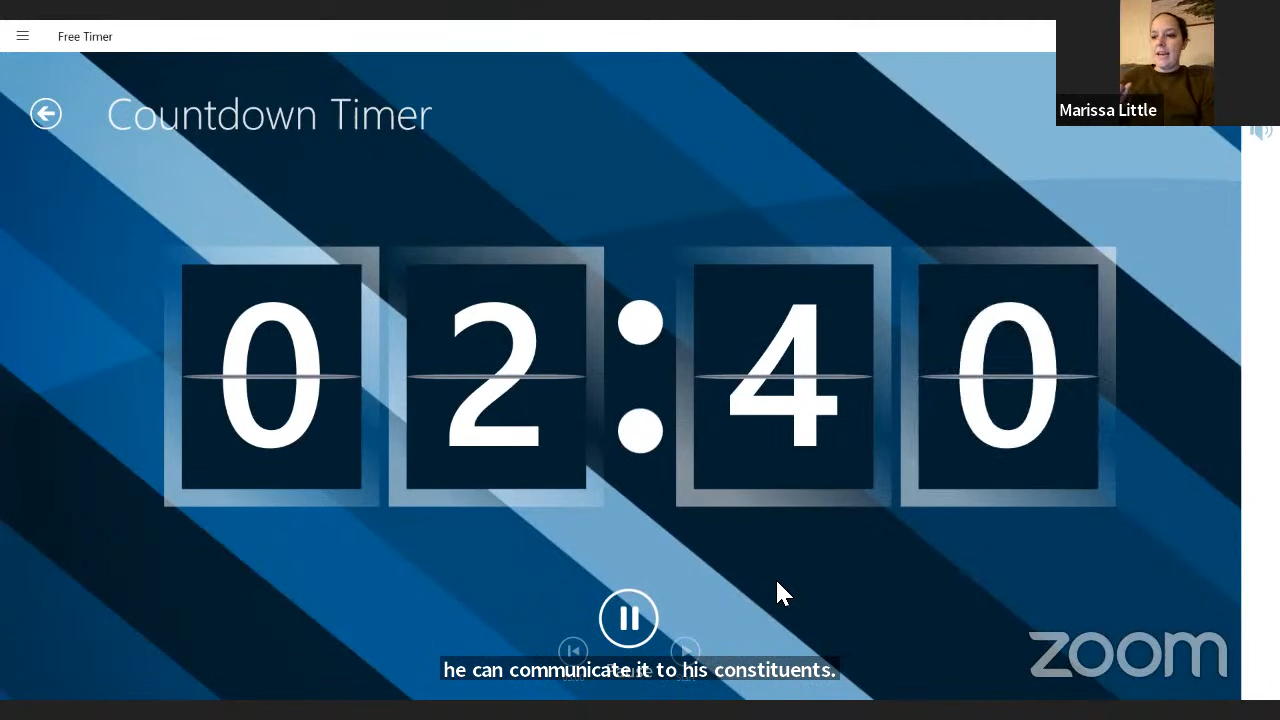 Free Timer
Marissa Little
Countdown Timer
02:40
zoom
he can communicate it to his constituents.